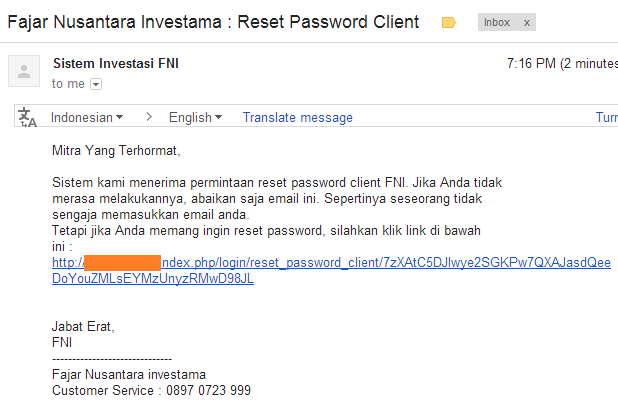 Fajar Nusantara Investama : Reset Password Client Inbox x
Sistem Investasi FNI 7:16 PM (2 minutes
to me
Indonesian > English Translate message Turr
Mitra Yang Terhormat,
Sistem kami menerima permintaan reset password client FNI. Jika Anda tidak
merasa melakukannya, abaikan saja email ini. Sepertinya seseorang tidak
sengaja memasukkan email anda.
Tetapi jika Anda memang ingin reset password, silahkan klik link di bawah
ini :
http:/ ndex.php/login/reset_password_client/7zXAtC5DJlwye2SGKPw7QXAJasdQee
DoYouZMLsEYMzUnyzRMwD98JL
Jabat Erat,
FNI
------------------------------
Fajar Nusantara investama
Customer Service : 0897 0723 999